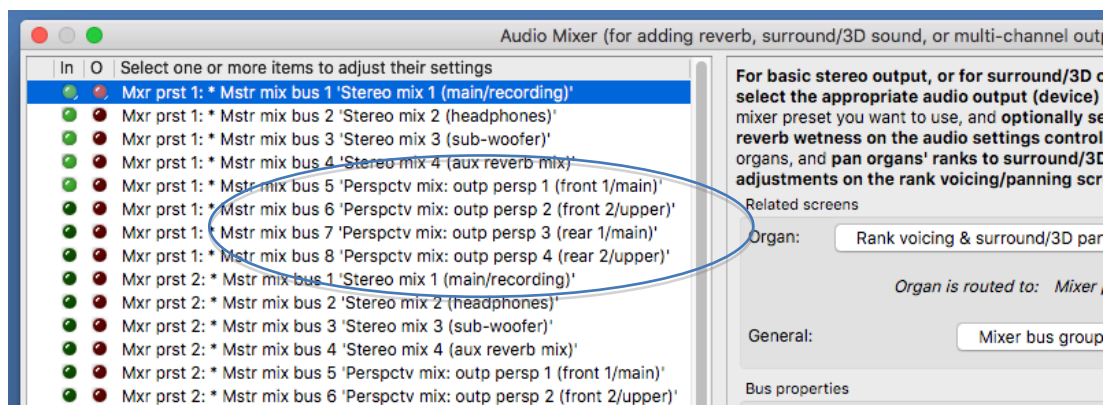 Audio Mixer (for adding reverb, surround/3D sound, or multi-channel outp
In O Select one or more items to adjust their settings
Mxr prst 1: * Mstr mix bus 1 'Stereo mix 1 (main/recording)'
Mxr prst 1: * Mstr mix bus 2 'Stereo mix 2 (headphones)'
Mxr prst 1: * Mstr mix bus 3 'Stereo mix 3 (sub-woofer)'
Mxr prst 1: * Mstr mix bus 4 'Stereo mix 4 (aux reverb mix)'
Mxr prst 1: * Mstr mix bus 5 'Perspctv mix: outp persp 1 (front 1/main)'
Mxr prst 1: * Mstr mix bus 6 'Perspctv mix: outp persp 2 (front 2/upper)'
Mxr prst 1: * Mstr mix bus 7 'Perspctv mix: outp persp 3 (rear 1/main)'
Mxr prst 1: * Mstr mix bus 8 'Perspctv mix: outp persp 4 (rear 2/upper)'
Mxr prst 2: * Mstr mix bus 1 'Stereo mix 1 (main/recording)'
Mxr prst 2: * Mstr mix bus 2 'Stereo mix 2 (headphones)'
Mxr prst 2: * Mstr mix bus 3 'Stereo mix 3 (sub-woofer)'
Mxr prst 2: * Mstr mix bus 4 'Stereo mix 4 (aux reverb mix)'
Mxr prst 2: * Mstr mix bus 5 'Perspctv mix: outp persp 1 (front 1/main)'
Mxr prst 2: * Mstr mix bus 6 'Perspctv mix: outp persp 2 (front 2/upper)'
For basic stereo output, or for surround/3D o
select the appropriate audio output (device)
mixer preset you want to use, and optionally se
reverb wetness on the audio settings control
organs, and pan organs' ranks to surround/3D
adjustments on the rank voicing/panning scr
Related screens
Organ: Rank voicing & surround/3D pan
Organ is routed to: Mixer p
General: Mixer bus group
Bus properties